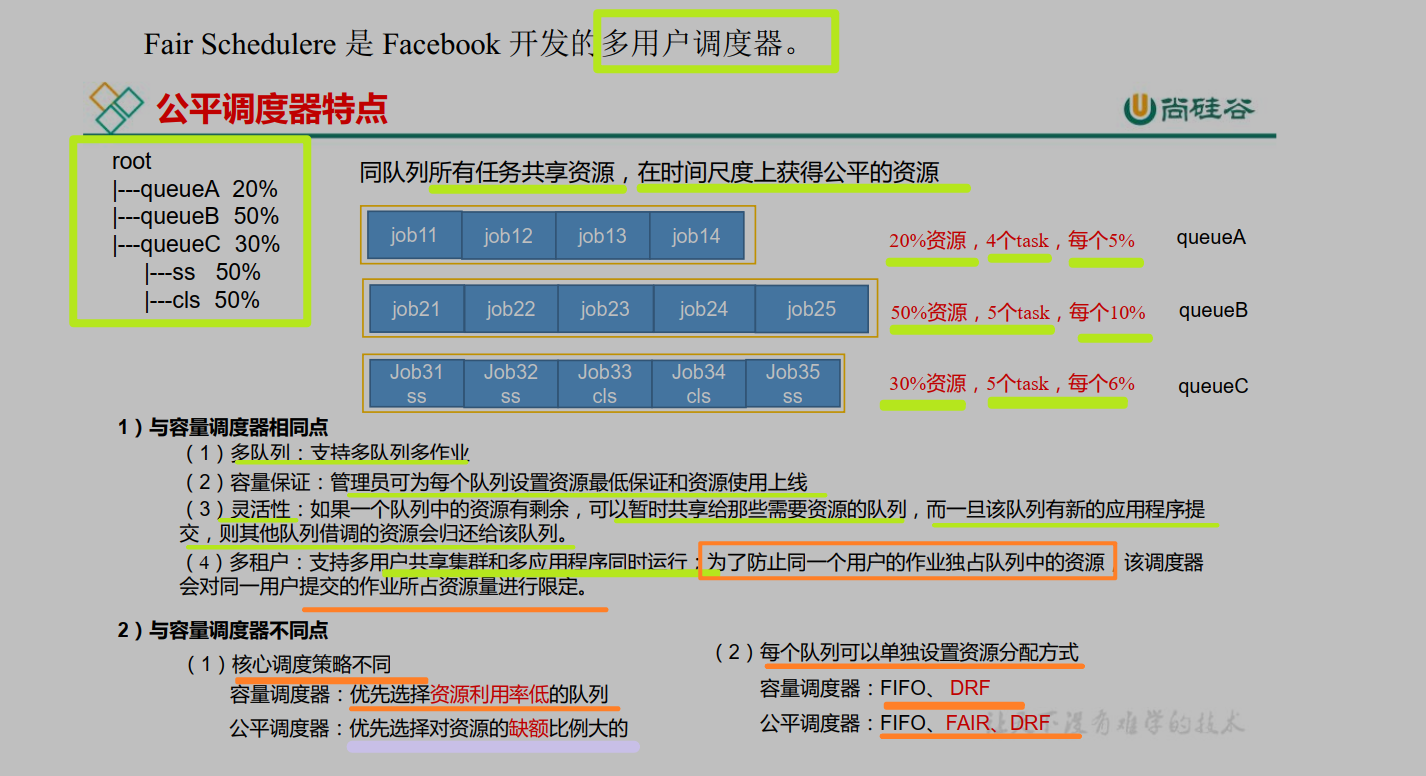 Fair Schedulere 是 Facebook 开发的多用户调度器。
公平调度器特点
尚硅谷
root
|---queueA 20%
|---queueB 50%
|---queueC 30%
|---ss 50%
|---cls 50%
同队列所有任务共享资源，在时间尺度上获得公平的资源
job11 job12 job13 job14
20%资源，4个task，每个5% queueA
job21 job22 job23 job24 job25
50%资源，5个task，每个10% queueB
Job31 Job32 Job33 Job34 Job35
ss ss cls cls ss
30%资源，5个task，每个6% queueC
1）与容量调度器相同点
（1）多队列：支持多队列多作业
（2）容量保证：管理员可为每个队列设置资源最低保证和资源使用上线
（3）灵活性：如果一个队列中的资源有剩余，可以暂时共享给那些需要资源的队列，而一旦该队列有新的应用程序提
交，则其他队列借调的资源会归还给该队列。
（4）多租户：支持多用户共享集群和多应用程序同时运行；为了防止同一个用户的作业独占队列中的资源，该调度器
会对同一用户提交的作业所占资源量进行限定。
2）与容量调度器不同点
（1）核心调度策略不同
容量调度器：优先选择资源利用率低的队列
公平调度器：优先选择对资源的缺额比例大的
（2）每个队列可以单独设置资源分配方式
容量调度器：FIFO、 DRF
公平调度器：FIFO、FAIR、DRF
没有难学的技术